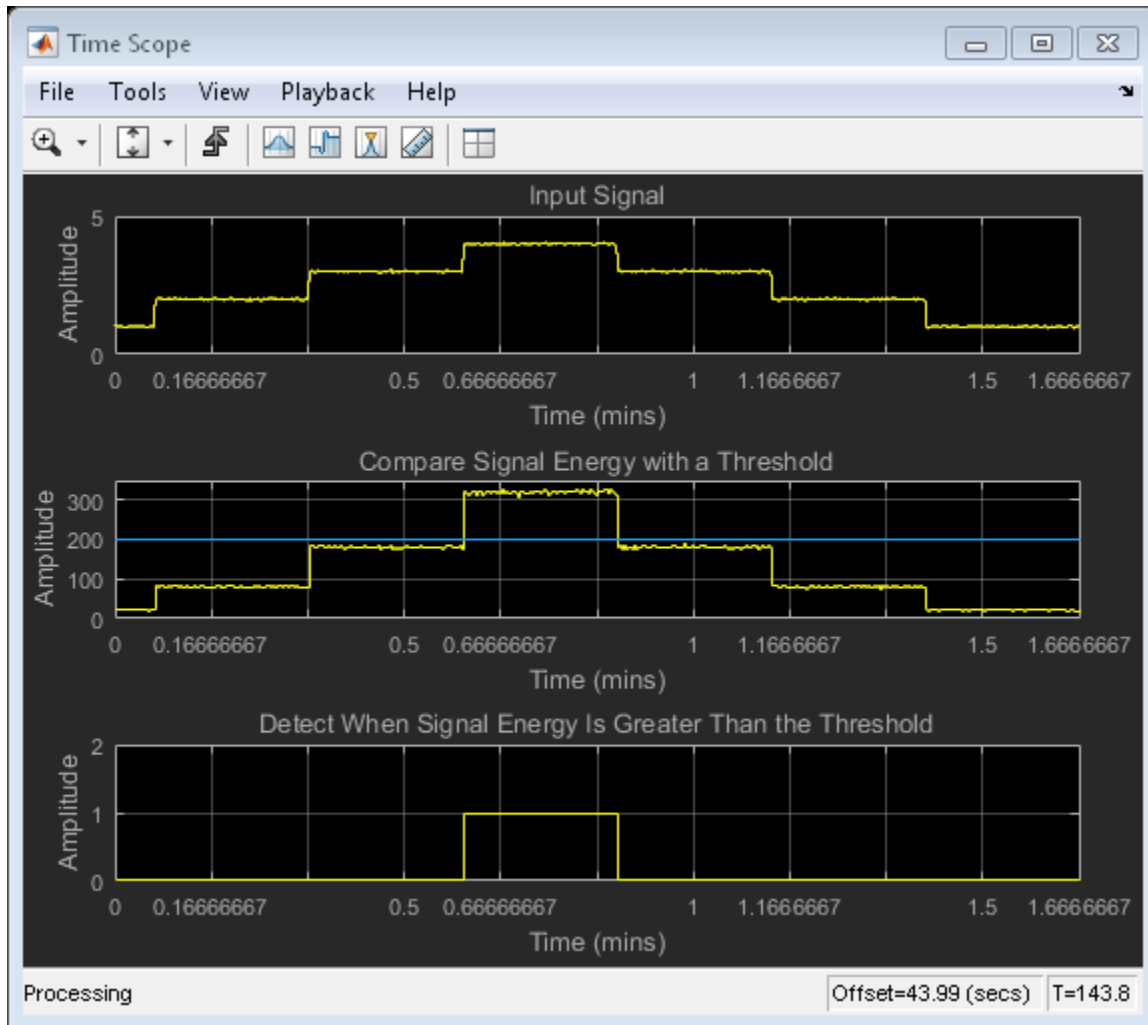 Time Scope
File Tools View Playback Help
Input Signal
Amplitude
5
0
0 0.16666667 0.5 0.66666667 1 1.1666667 1.5 1.6666667
Time (mins)
Compare Signal Energy with a Threshold
Amplitude
300
200
100
0
0 0.16666667 0.5 0.66666667 1 1.1666667 1.5 1.6666667
Time (mins)
Detect When Signal Energy Is Greater Than the Threshold
Amplitude
2
1
0
0 0.16666667 0.5 0.66666667 1 1.1666667 1.5 1.6666667
Time (mins)
Processing Offset=43.99 (secs) T=143.8